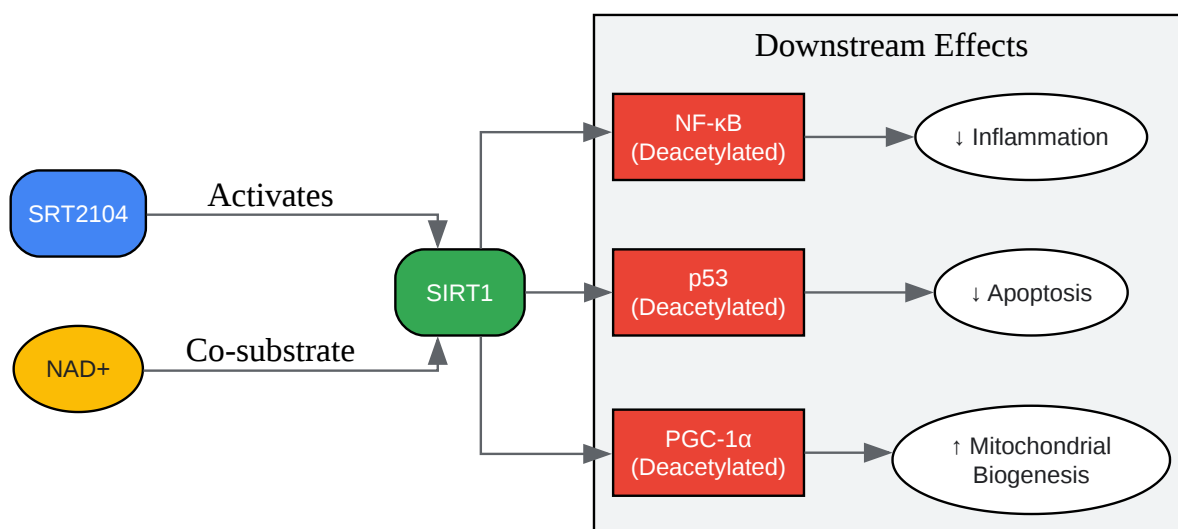 Downstream Effects
SRT2104
Activates
NAD+
Co-substrate
SIRT1
NF-κB
(Deacetylated)
↓ Inflammation
p53
(Deacetylated)
↓ Apoptosis
PGC-1α
(Deacetylated)
↑ Mitochondrial
Biogenesis